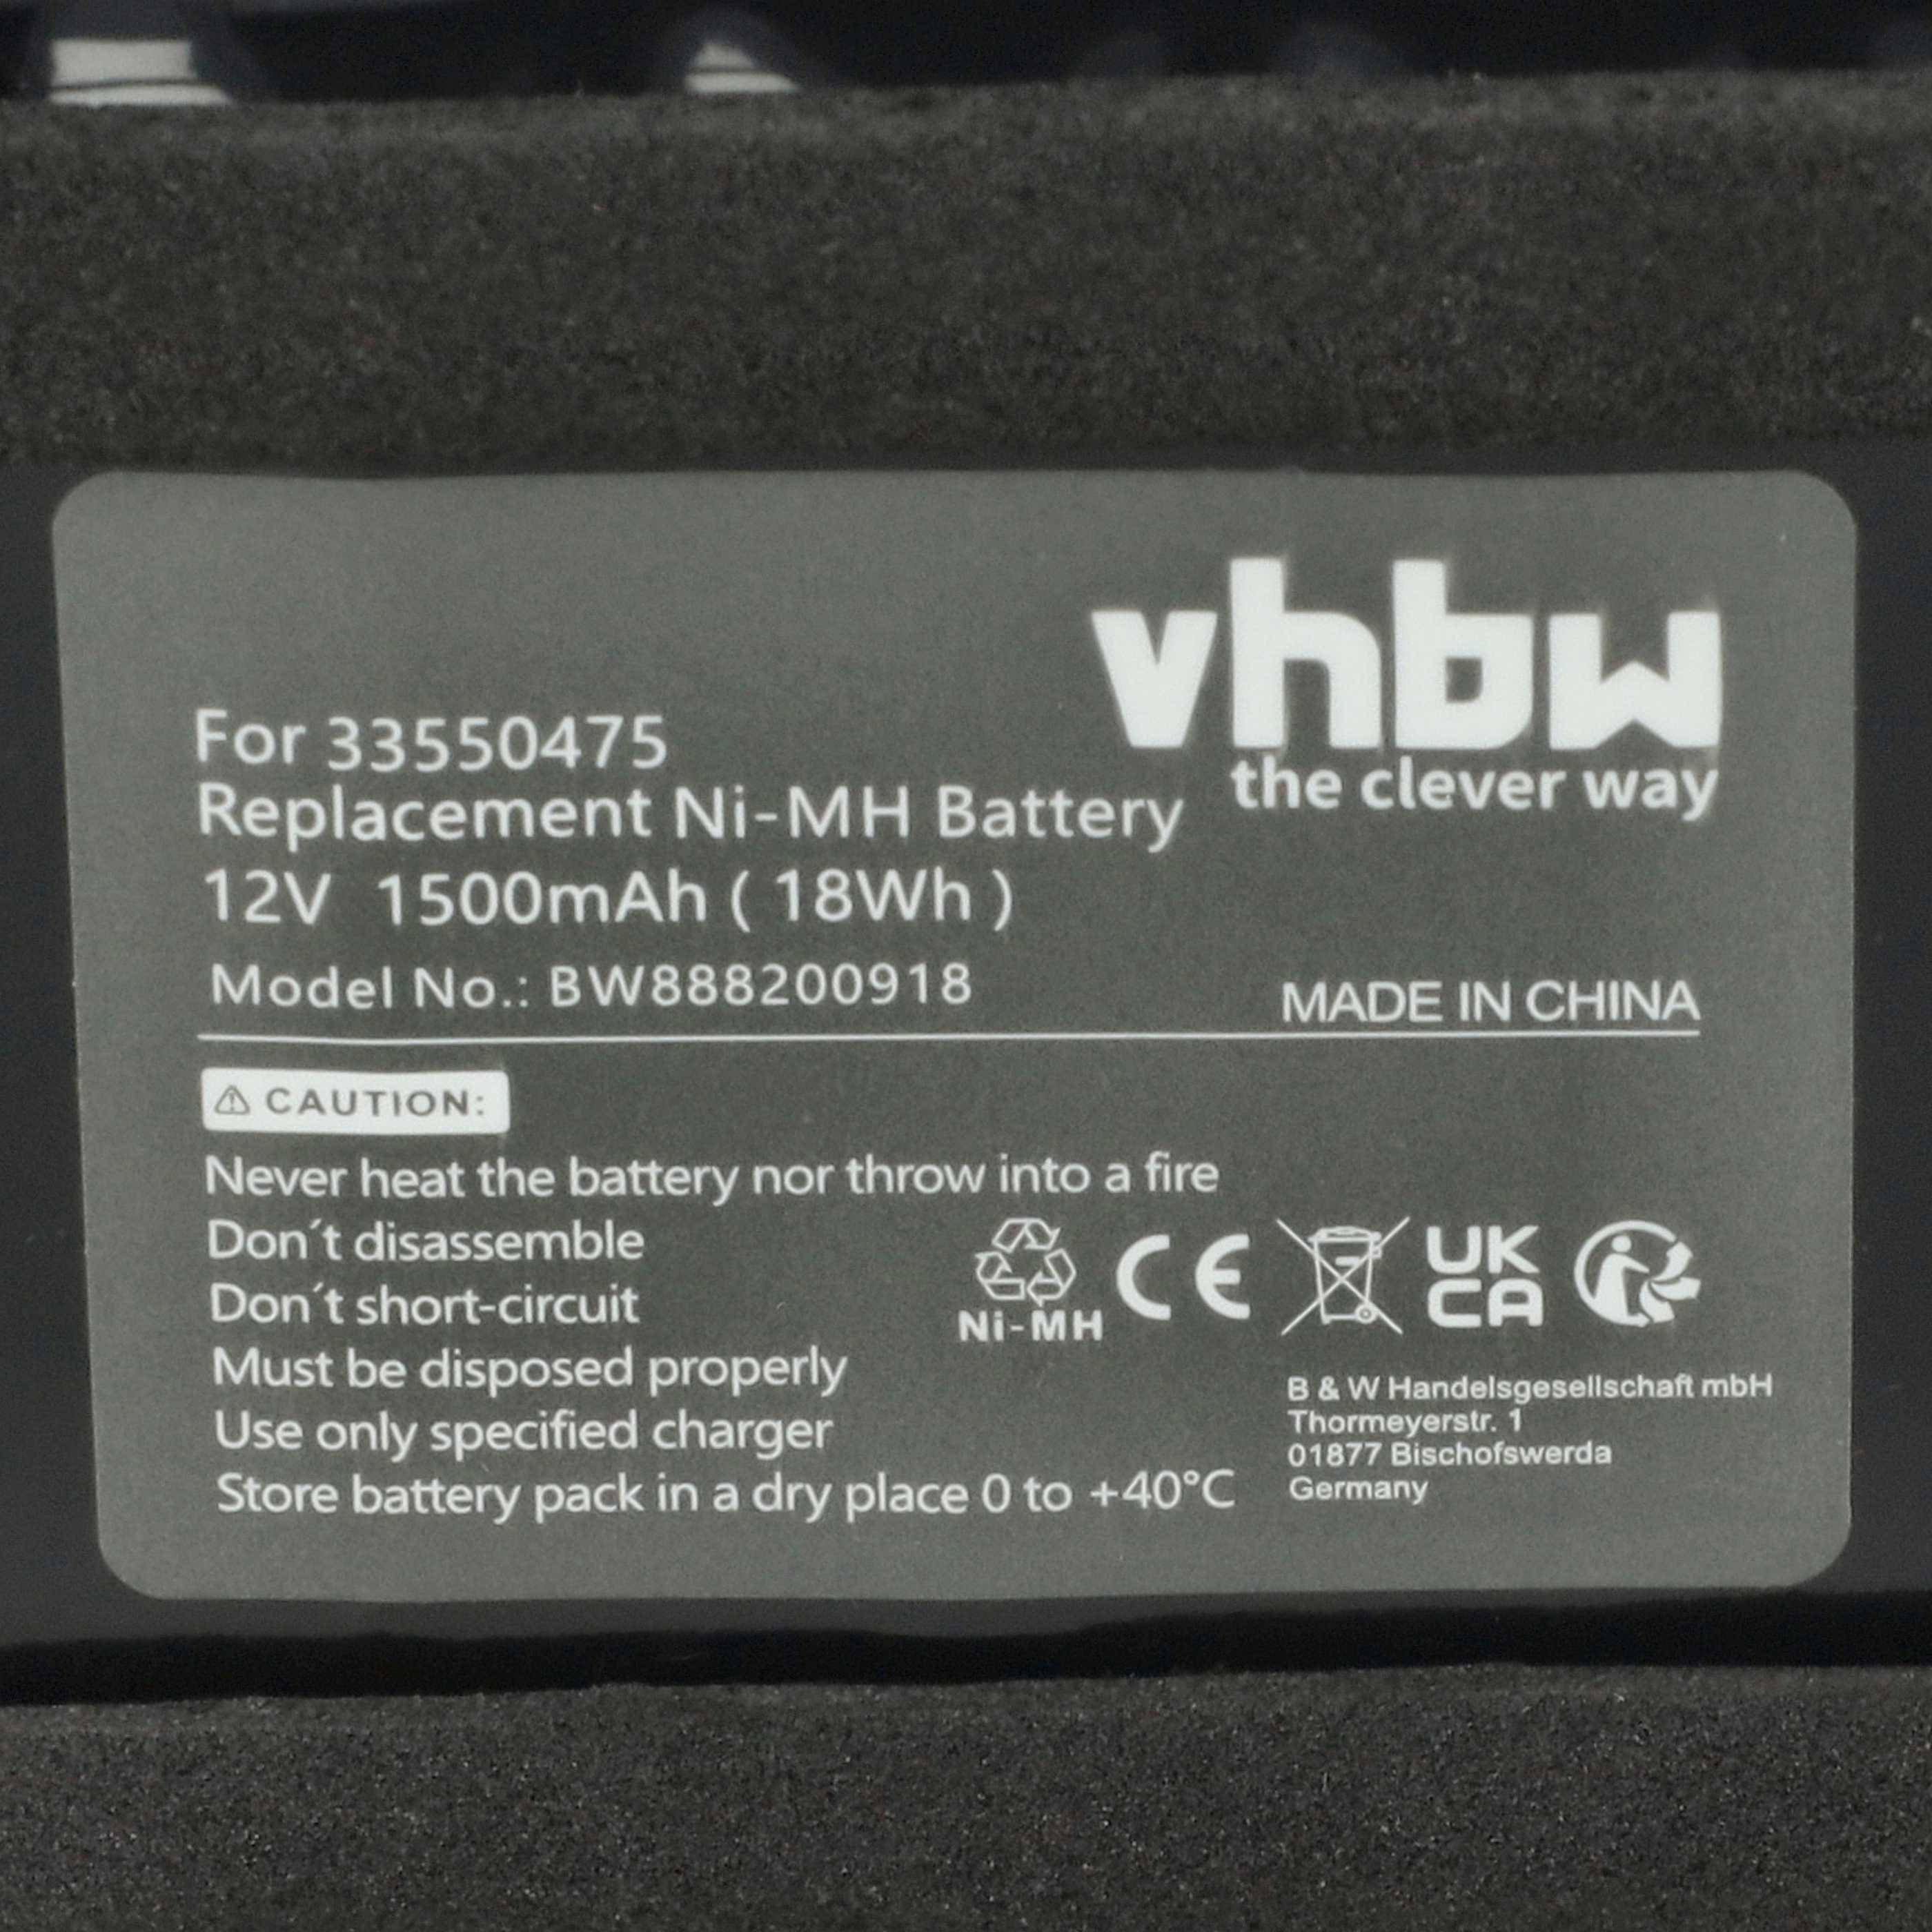 vhbw
the clever way
For 33550475
Replacement Ni-MH Battery
12V 1500mAh ( 18Wh )
Model No.: BW888200918
MADE IN CHINA
⚠ CAUTION:
Never heat the battery nor throw into a fire
Don´t disassemble
Don´t short-circuit
Must be disposed properly
Use only specified charger
Store battery pack in a dry place 0 to +40°C
Ni-MH
CE
UK
CA
B & W Handelsgesellschaft mbH
Thormeyerstr. 1
01877 Bischofswerda
Germany